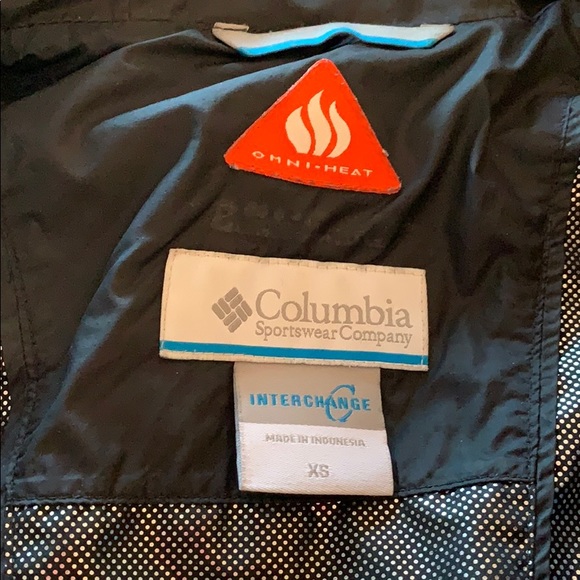 OMNI-HEAT
Columbia
Sportswear Company
INTERCHANGE
MADE IN INDONESIA
XS